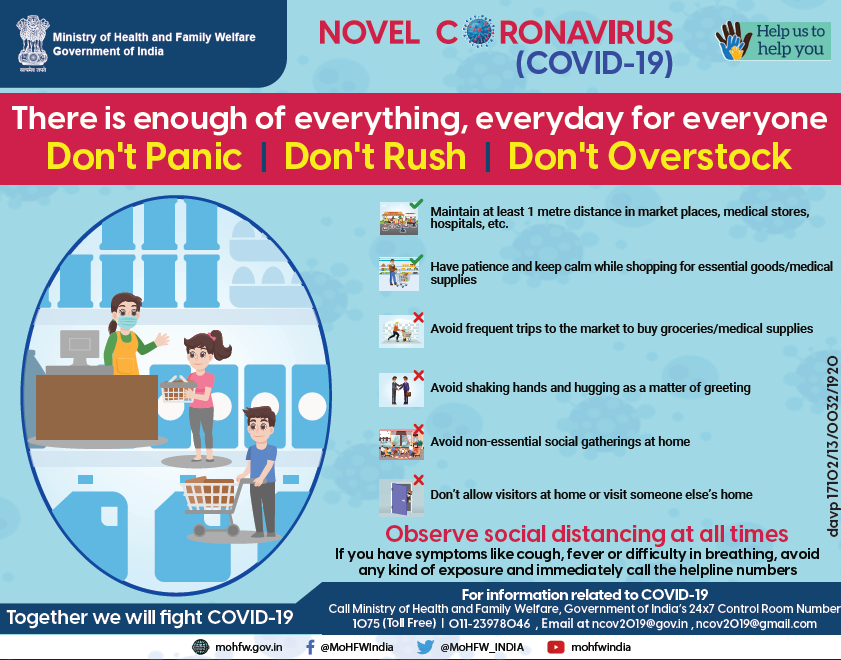 Ministry of Health and Family Welfare
Government of India
NOVEL CORONAVIRUS
(COVID-19)
Help us to
help you
There is enough of everything, everyday for everyone
Don't Panic | Don't Rush | Don't Overstock
Maintain at least 1 metre distance in market places, medical stores,
hospitals, etc.
Have patience and keep calm while shopping for essential goods/medical
supplies
Avoid frequent trips to the market to buy groceries/medical supplies
Avoid shaking hands and hugging as a matter of greeting
Avoid non-essential social gatherings at home
Don't allow visitors at home or visit someone else's home
Observe social distancing at all times
If you have symptoms like cough, fever or difficulty in breathing, avoid
any kind of exposure and immediately call the helpline numbers
davp 17102/13/0032/1920
Together we will fight COVID-19
For information related to COVID-19
Call Ministry of Health and Family Welfare, Government of India's 24x7 Control Room Number
1075 (Toll Free) | 011-23978046 , Email at ncov2019@gov.in , ncov2019@gmail.com
mohfw.gov.in @MoHFWIndia @MoHFW_INDIA mohfwindia